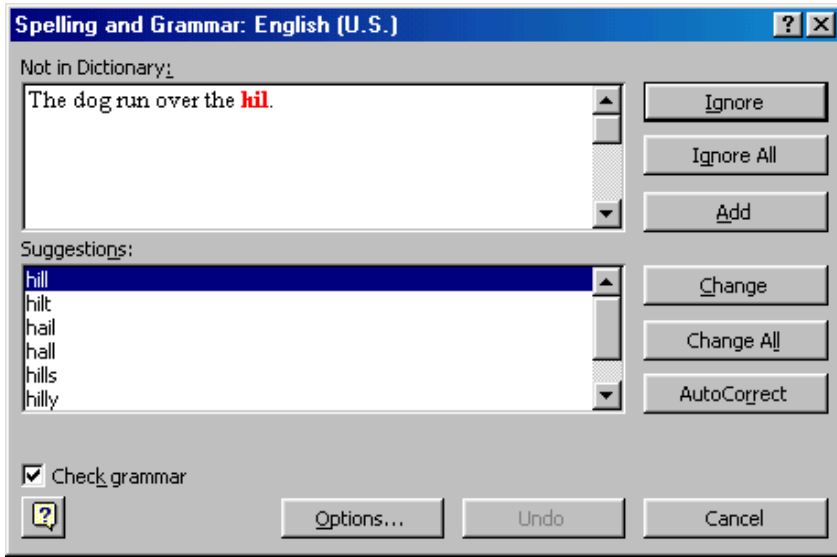 Spelling and Grammar: English (U.S.)
Not in Dictionary:
The dog run over the hil.
Ignore
Ignore All
Add
Suggestions:
hill
hilt
hail
hall
hills
hilly
Change
Change All
AutoCorrect
Check grammar
Options...
Undo
Cancel